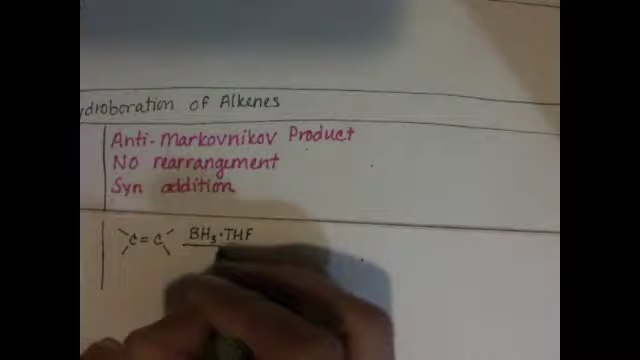 droboration of Alkenes
Anti-Markovnikov Product
No rearrangement
Syn addition
C=C BH₃·THF